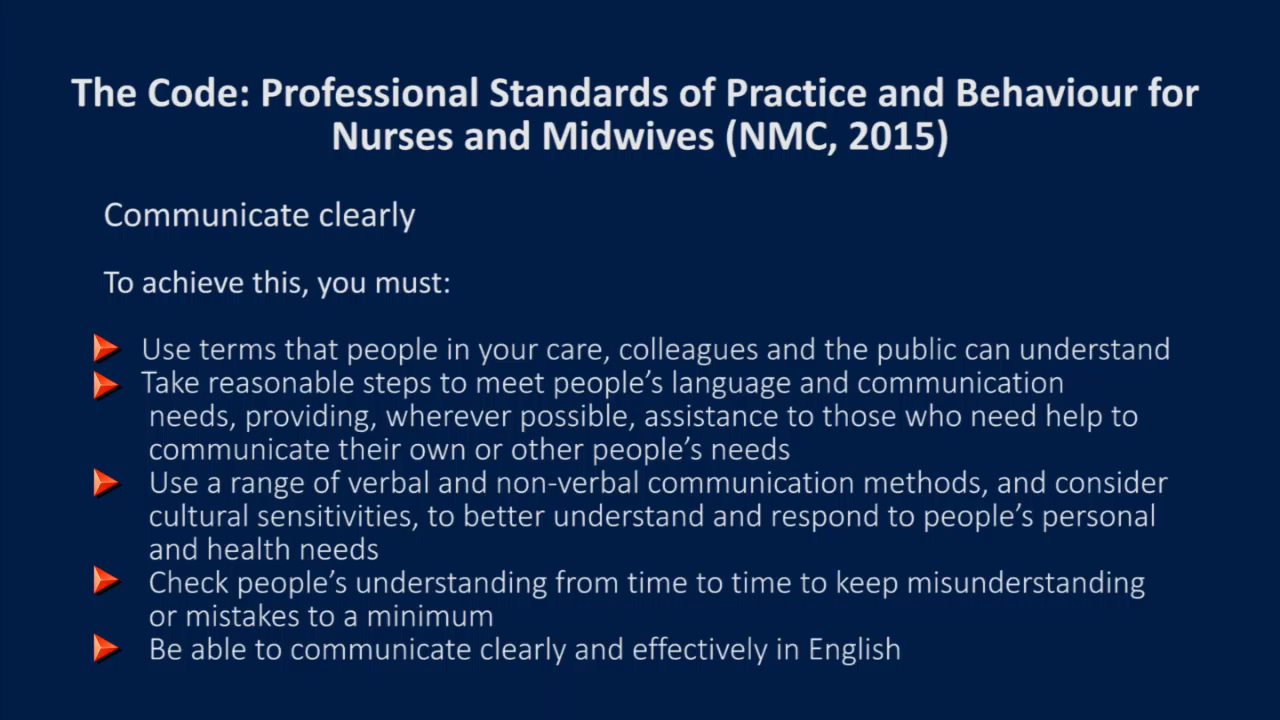 The Code: Professional Standards of Practice and Behaviour for
Nurses and Midwives (NMC, 2015)
Communicate clearly
To achieve this, you must:
Use terms that people in your care, colleagues and the public can understand
Take reasonable steps to meet people’s language and communication
needs, providing, wherever possible, assistance to those who need help to
communicate their own or other people’s needs
Use a range of verbal and non-verbal communication methods, and consider
cultural sensitivities, to better understand and respond to people’s personal
and health needs
Check people’s understanding from time to time to keep misunderstanding
or mistakes to a minimum
Be able to communicate clearly and effectively in English